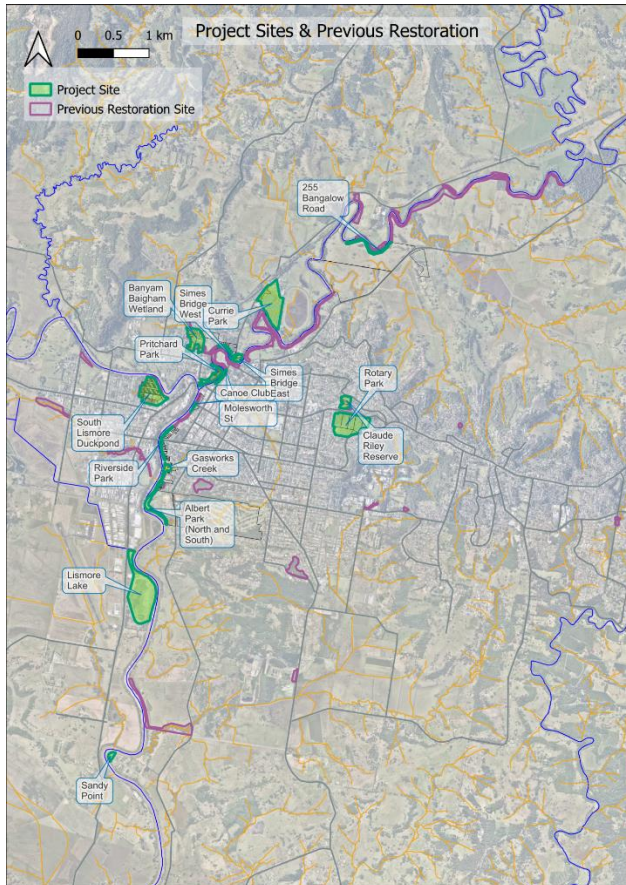 Project Sites & Previous Restoration
0 0.5 1 km
Project Site
Previous Restoration Site
255
Bangalow
Road
Banyam
Baigham
Wetland
Simes
Bridge
West
Currie
Park
Pritchard
Park
Canoe Club
Simes
Bridge
East
Molesworth
St
Rotary
Park
South
Lismore
Duckpond
Claude
Riley
Reserve
Riverside
Park
Gasworks
Creek
Albert
Park
(North and
South)
Lismore
Lake
Sandy
Point